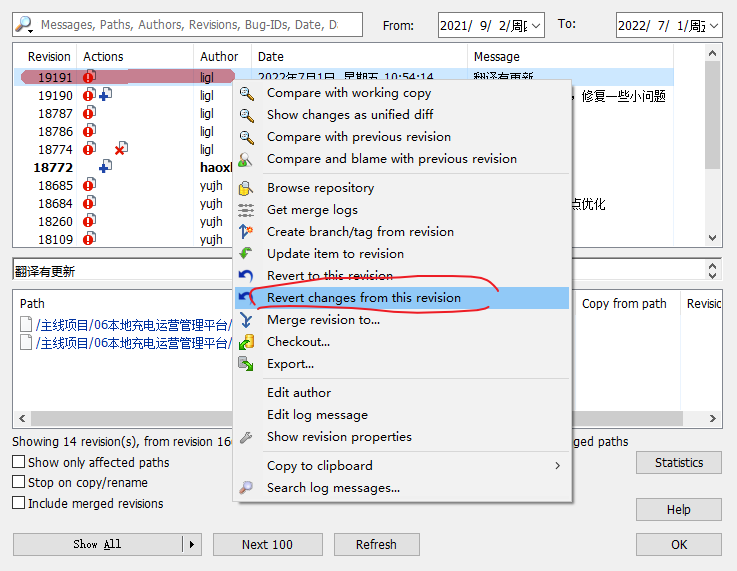 Messages, Paths, Authors, Revisions, Bug-IDs, Date, D:
From:
2021/ 9/ 2/周四
To:
2022/ 7/ 1/周五
Revision Actions Author Date Message
19191 ligl 2022年7月1日 星期五 10:54:14 翻译有更新
19190 ligl ，修复一些小问题
18787 ligl
18786 ligl
18774 ligl
18772 haoxl
18685 yujh
18684 yujh 点优化
18260 yujh
18109 yujh
Compare with working copy
Show changes as unified diff
Compare with previous revision
Compare and blame with previous revision
Browse repository
Get merge logs
Create branch/tag from revision
Update item to revision
Revert to this revision
Revert changes from this revision
Merge revision to...
Checkout...
Export...
Edit author
Edit log message
Show revision properties
Copy to clipboard
Search log messages...
翻译有更新
Path Copy from path Revisio
/主线项目/06本地充电运营管理平台/
/主线项目/06本地充电运营管理平台/
Showing 14 revision(s), from revision 16 ged paths
Show only affected paths
Stop on copy/rename
Include merged revisions
Statistics
Help
Show All
Next 100
Refresh
OK